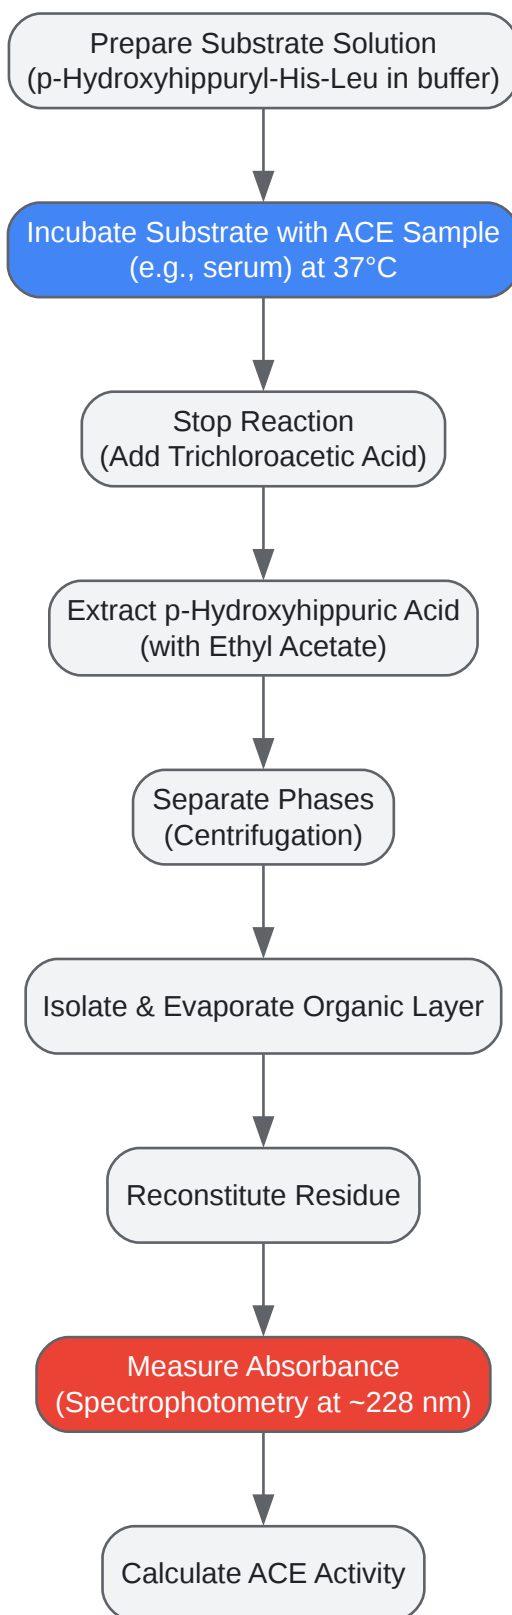 Prepare Substrate Solution
(p-Hydroxyhippuryl-His-Leu in buffer)
Incubate Substrate with ACE Sample
(e.g., serum) at 37°C
Stop Reaction
(Add Trichloroacetic Acid)
Extract p-Hydroxyhippuric Acid
(with Ethyl Acetate)
Separate Phases
(Centrifugation)
Isolate & Evaporate Organic Layer
Reconstitute Residue
Measure Absorbance
(Spectrophotometry at ~228 nm)
Calculate ACE Activity